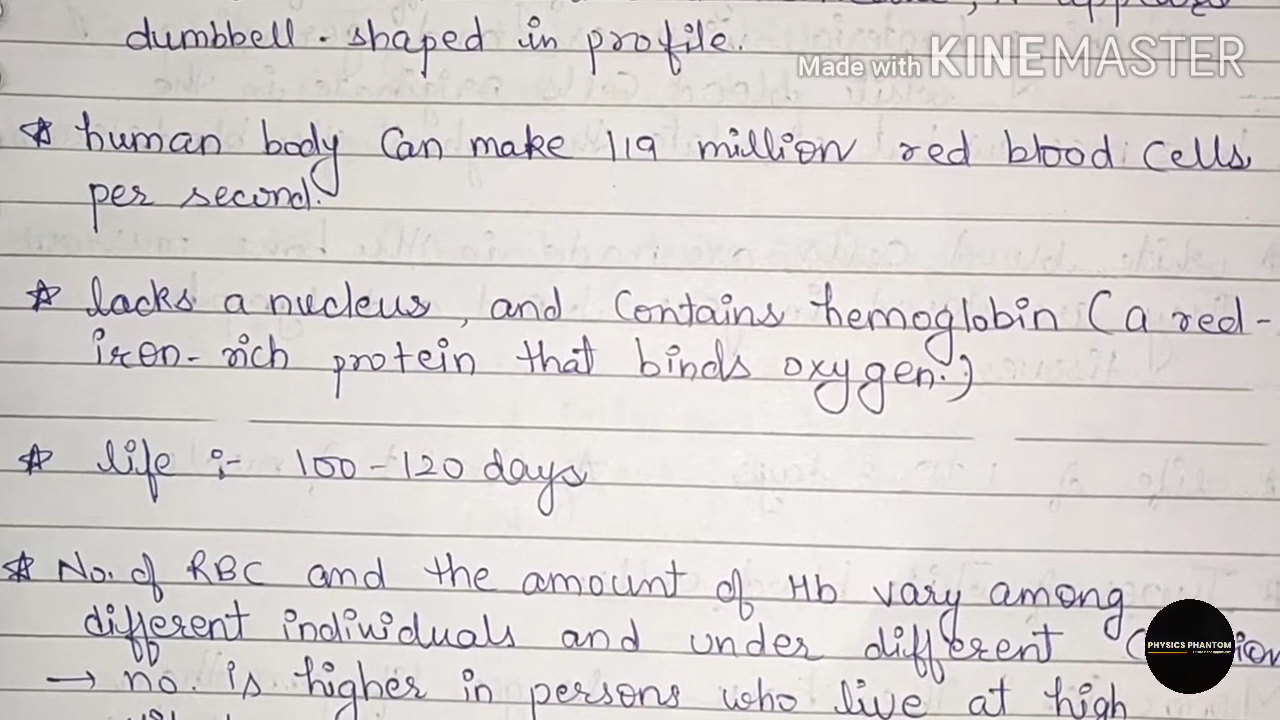 dumbbell-shaped in profile.
Made with KINEMASTER
* human body Can make 119 million red blood Cells
per second.
* lacks a nucleus, and Contains hemoglobin (a red-
iron-rich protein that binds oxygen.)
* life :- 100-120 days
* No. of RBC and the amount of Hb vary among
different individuals and under different
PHYSICS PHANTOM
→ no. is higher in persons who live at high